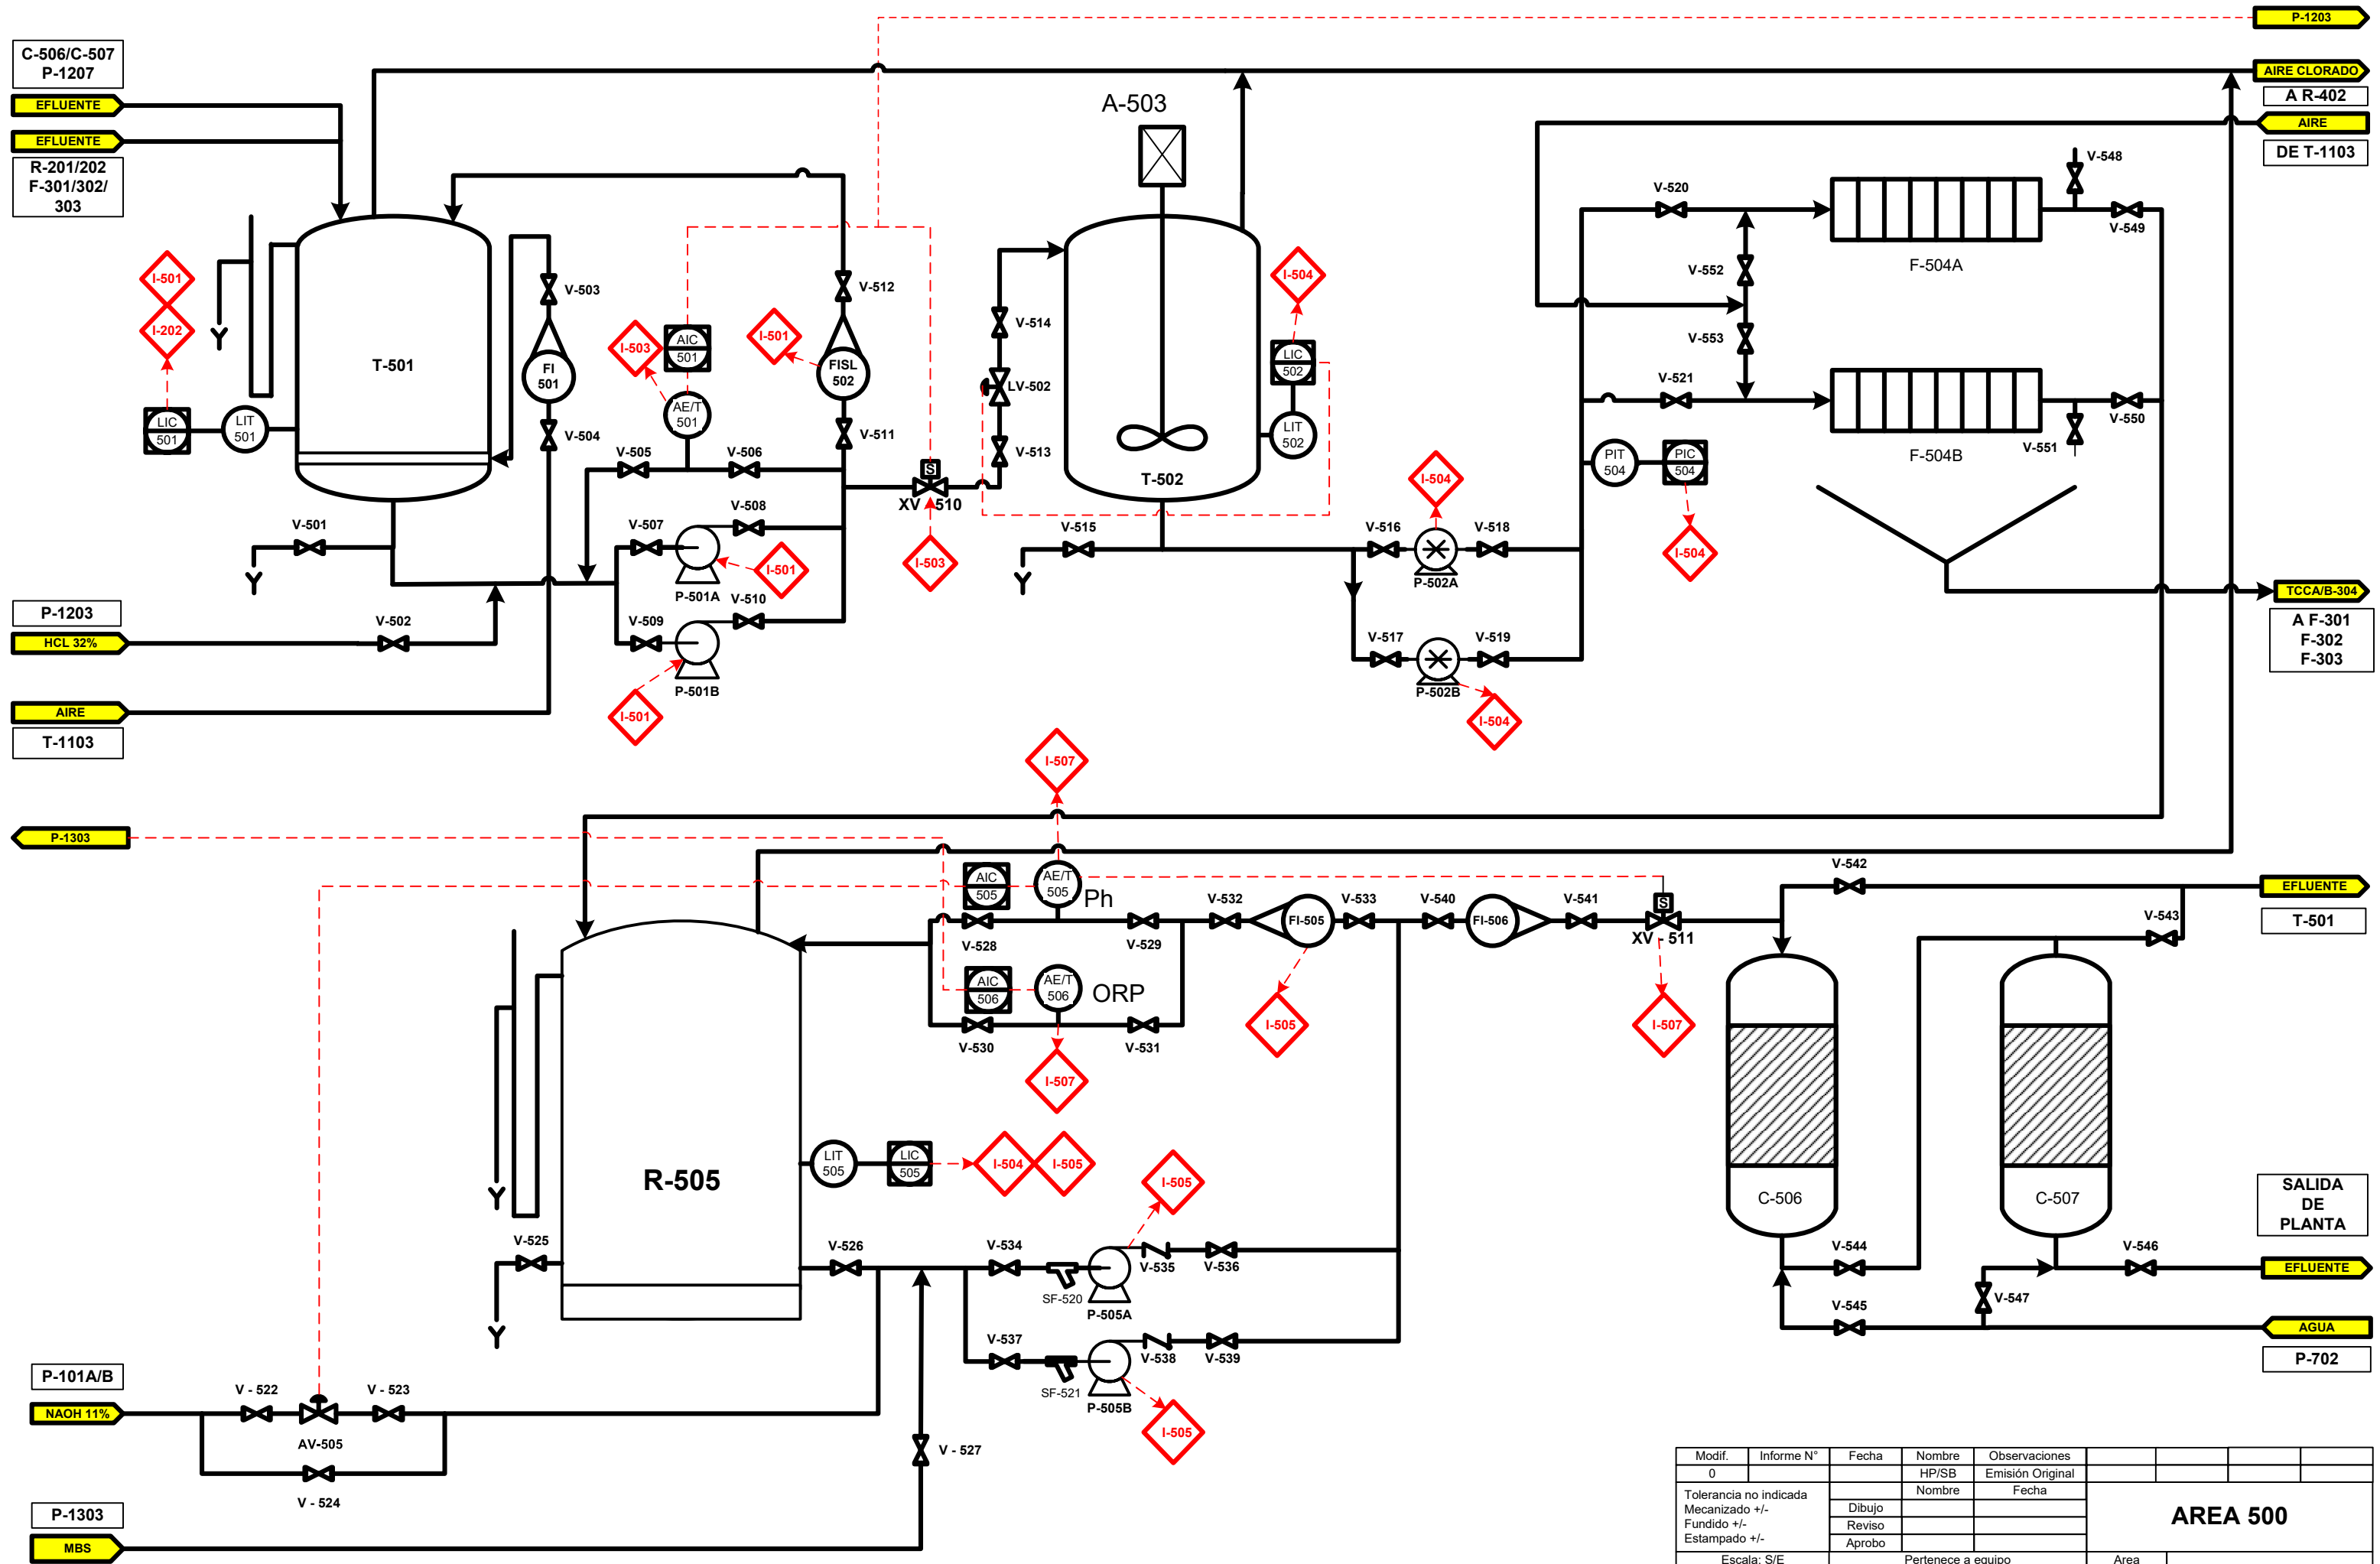 P-1203
C-506/C-507
P-1207
EFLUENTE
EFLUENTE
R-201/202
F-301/302/
303
AIRE CLORADO
A R-402
AIRE
DE T-1103
A-503
V-548
V-520
V-549
F-504A
V-552
V-553
V-521
V-550
V-551
F-504B
I-501
I-202
LIC
501
LIT
501
T-501
V-503
FI
501
V-504
I-503
AIC
501
AE/T
501
I-501
V-512
FISL
502
V-511
V-505
V-506
V-514
LV-502
V-513
I-504
LIC
502
LIT
502
T-502
S
XV - 510
I-503
V-501
V-507
V-508
P-501A
I-501
V-509
V-510
P-501B
I-501
V-502
V-515
V-516
I-504
V-518
P-502A
V-517
V-519
P-502B
I-504
PIT
504
PIC
504
I-504
P-1203
HCL 32%
AIRE
T-1103
TCCA/B-304
A F-301
F-302
F-303
I-507
P-1303
AIC
505
AE/T
505
Ph
V-528
V-529
V-532
FI-505
V-533
V-540
FI-506
V-541
S
XV - 511
V-542
V-543
EFLUENTE
T-501
AIC
506
AE/T
506
ORP
V-530
V-531
I-507
I-505
I-507
LIT
505
LIC
505
I-504
I-505
R-505
I-505
C-506
C-507
SALIDA
DE
PLANTA
V-525
V-526
V-534
SF-520
P-505A
V-535
V-536
V-544
V-546
EFLUENTE
V-545
V-547
AGUA
P-702
V-537
SF-521
P-505B
V-538
V-539
I-505
P-101A/B
NAOH 11%
V - 522
V - 523
AV-505
V - 524
V - 527
P-1303
MBS
Modif. Informe N° Fecha Nombre Observaciones
0 HP/SB Emisión Original
Nombre Fecha
Tolerancia no indicada
Mecanizado +/-
Fundido +/-
Estampado +/-
Dibujo
Reviso
Aprobo
AREA 500
Escala: S/E Pertenece a equipo Area